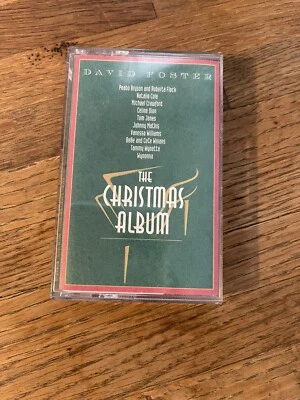 DAVID FOSTER
Peabo Bryson and Roberta Flack
Natalie Cole
Michael Crawford
Celine Dion
Tom Jones
Johnny Mathis
Vanessa Williams
BeBe and CeCe Winans
Tammy Wynette
Wynonna
THE
CHRISTMAS
ALBUM